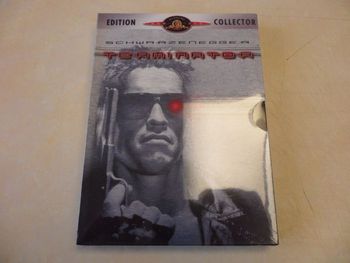 EDITION COLLECTOR
SCHWARZENEGGER
TERMINATOR